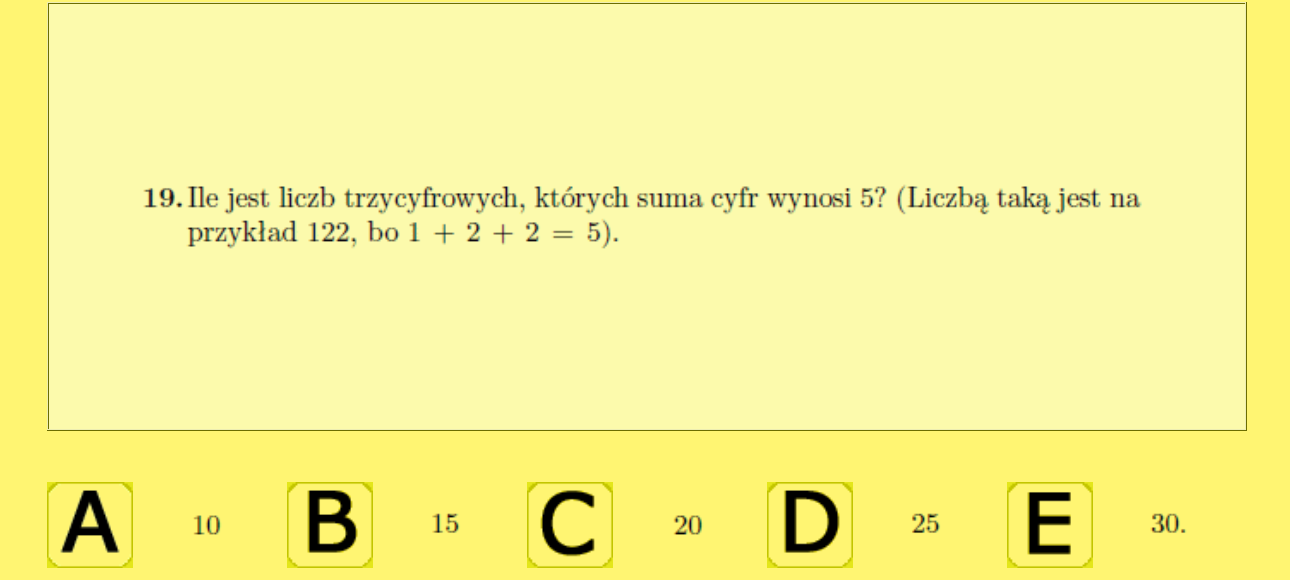 19. Ile jest liczb trzycyfrowych, których suma cyfr wynosi 5? (Liczbą taką jest na
przykład 122, bo 1 + 2 + 2 = 5).
A 10 B 15 C 20 D 25 E 30.